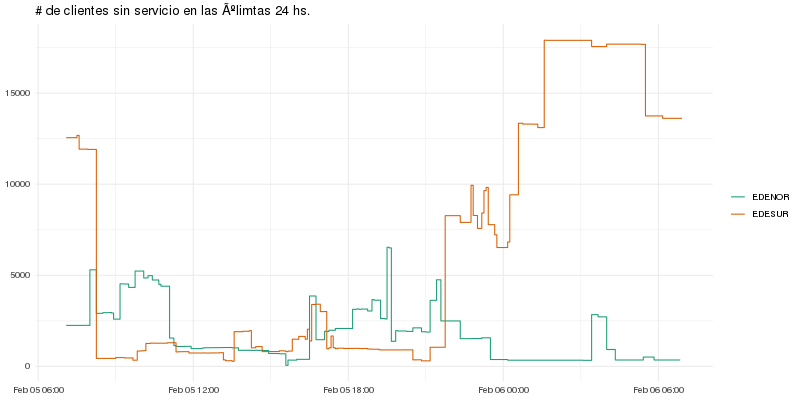 # de clientes sin servicio en las Ãºlimtas 24 hs.
15000
10000
5000
0
Feb 05 06:00
Feb 05 12:00
Feb 05 18:00
Feb 06 00:00
Feb 06 06:00
EDENOR
EDESUR